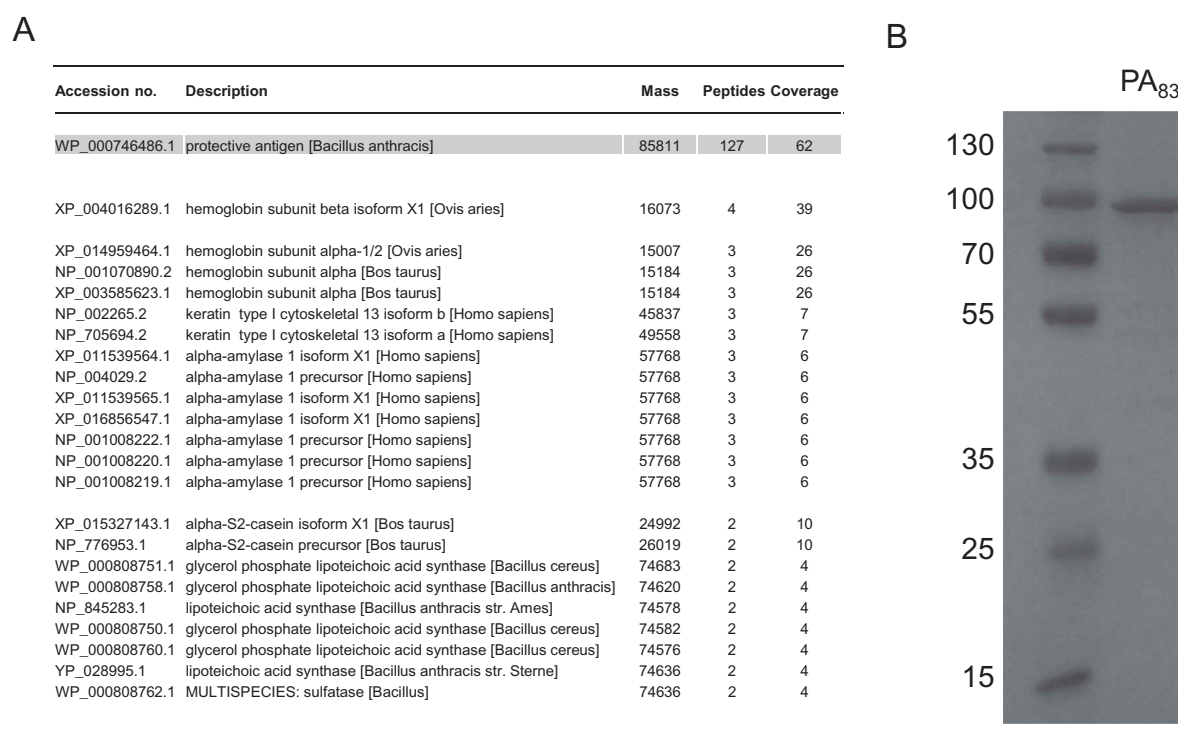 A
Accession no. Description Mass Peptides Coverage
WP_000746486.1 protective antigen [Bacillus anthracis] 85811 127 62
XP_004016289.1 hemoglobin subunit beta isoform X1 [Ovis aries] 16073 4 39
XP_014959464.1 hemoglobin subunit alpha-1/2 [Ovis aries] 15007 3 26
NP_001070890.2 hemoglobin subunit alpha [Bos taurus] 15184 3 26
XP_003585623.1 hemoglobin subunit alpha [Bos taurus] 15184 3 26
NP_002265.2 keratin type I cytoskeletal 13 isoform b [Homo sapiens] 45837 3 7
NP_705694.2 keratin type I cytoskeletal 13 isoform a [Homo sapiens] 49558 3 7
XP_011539564.1 alpha-amylase 1 isoform X1 [Homo sapiens] 57768 3 6
NP_004029.2 alpha-amylase 1 precursor [Homo sapiens] 57768 3 6
XP_011539565.1 alpha-amylase 1 isoform X1 [Homo sapiens] 57768 3 6
XP_016856547.1 alpha-amylase 1 isoform X1 [Homo sapiens] 57768 3 6
NP_001008222.1 alpha-amylase 1 precursor [Homo sapiens] 57768 3 6
NP_001008220.1 alpha-amylase 1 precursor [Homo sapiens] 57768 3 6
NP_001008219.1 alpha-amylase 1 precursor [Homo sapiens] 57768 3 6
XP_015327143.1 alpha-S2-casein isoform X1 [Bos taurus] 24992 2 10
NP_776953.1 alpha-S2-casein precursor [Bos taurus] 26019 2 10
WP_000808751.1 glycerol phosphate lipoteichoic acid synthase [Bacillus cereus] 74683 2 4
WP_000808758.1 glycerol phosphate lipoteichoic acid synthase [Bacillus anthracis] 74620 2 4
NP_845283.1 lipoteichoic acid synthase [Bacillus anthracis str. Ames] 74578 2 4
WP_000808750.1 glycerol phosphate lipoteichoic acid synthase [Bacillus cereus] 74582 2 4
WP_000808760.1 glycerol phosphate lipoteichoic acid synthase [Bacillus cereus] 74576 2 4
YP_028995.1 lipoteichoic acid synthase [Bacillus anthracis str. Sterne] 74636 2 4
WP_000808762.1 MULTISPECIES: sulfatase [Bacillus] 74636 2 4
B
PA83
130
100
70
55
35
25
15